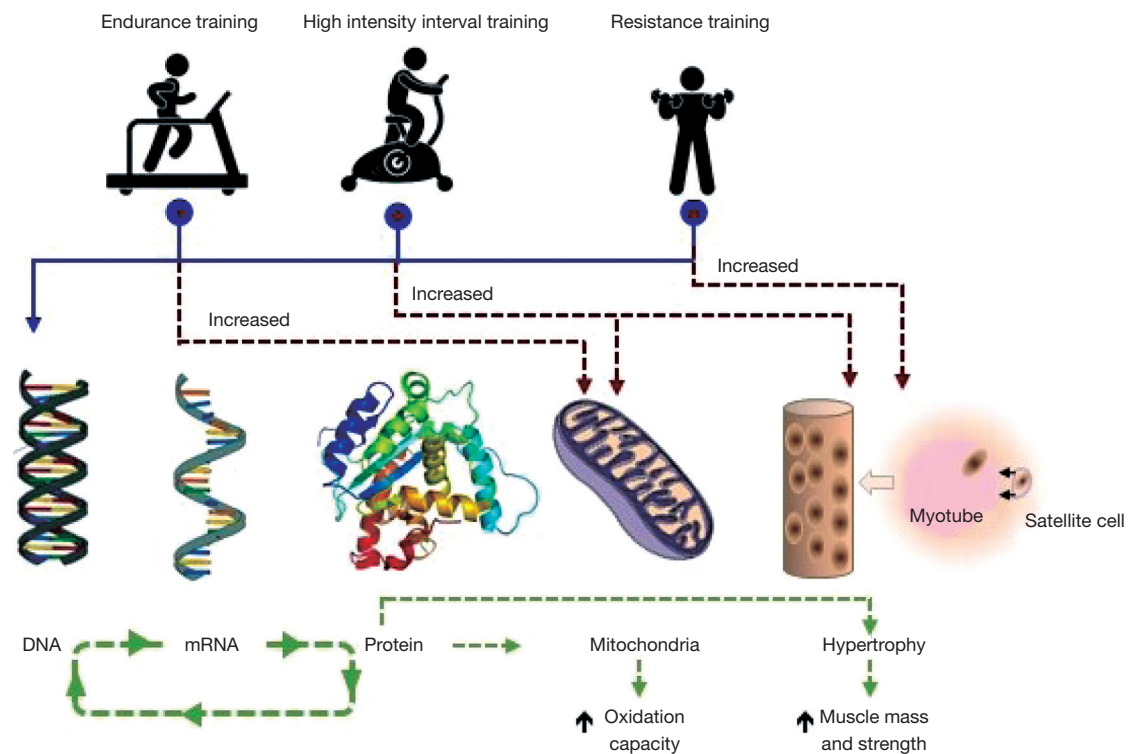 Endurance training
High intensity interval training
Resistance training
Increased
Increased
Increased
Myotube
Satellite cell
DNA
mRNA
Protein
Mitochondria
Hypertrophy
Oxidation
capacity
Muscle mass
and strength